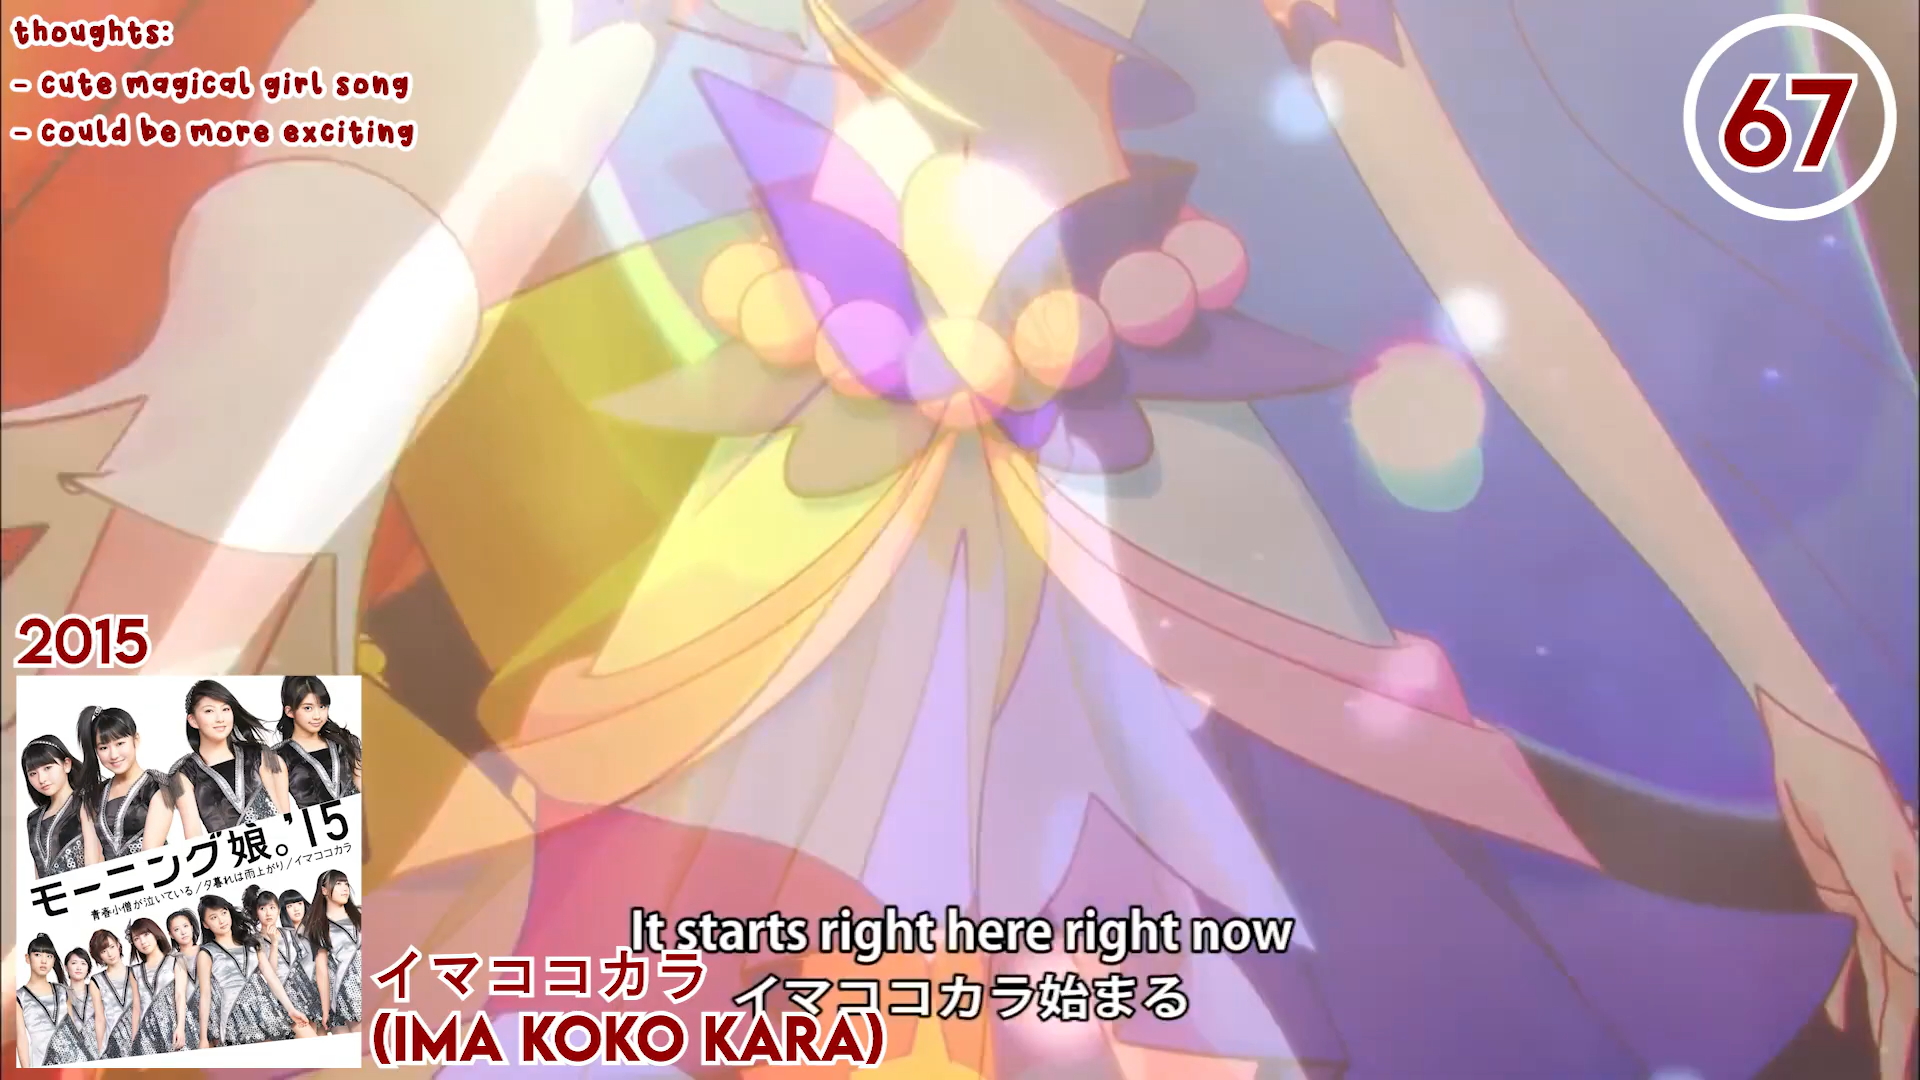 thoughts:
- cute magical girl song
- could be more exciting
67
2015
モーニング娘。'15
青春小僧が泣いている/夕暮れは雨上がり/イマココカラ
It starts right here right now
イマココカラ始まる
イマココカラ
(IMA KOKO KARA)